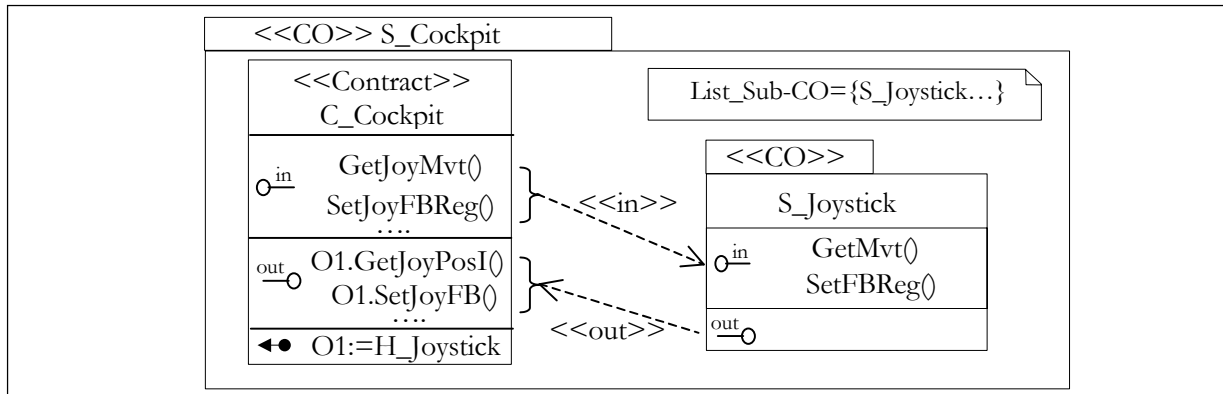 <<CO>> S_Cockpit
<<Contract>>
C_Cockpit
in
GetJoyMvt()
SetJoyFBReg()
....
out
O1.GetJoyPosI()
O1.SetJoyFB()
....
O1:=H_Joystick
List_Sub-CO={S_Joystick…}
<<in>>
<<out>>
<<CO>>
S_Joystick
in
GetMvt()
SetFBReg()
out